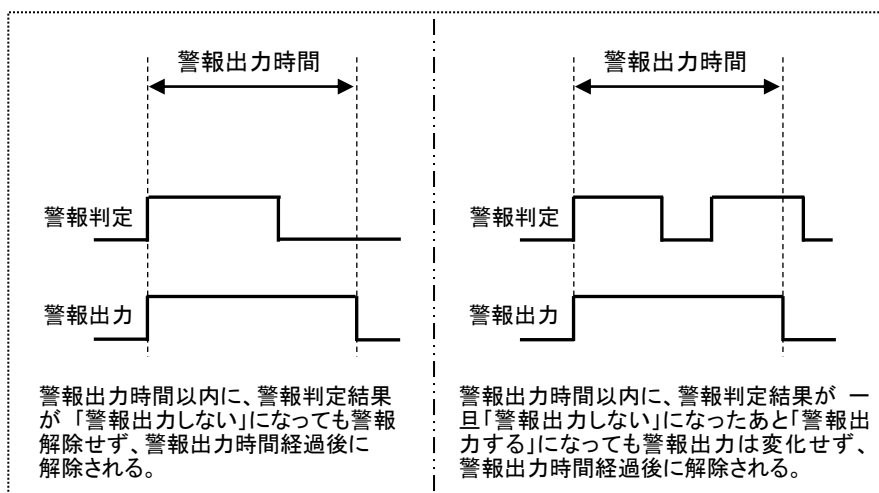 警報出力時間
警報判定
警報出力
警報出力時間以内に、警報判定結果
が 「警報出力しない」になっても警報
解除せず、警報出力時間経過後に
解除される。
警報出力時間
警報判定
警報出力
警報出力時間以内に、警報判定結果が 一
旦「警報出力しない」になったあと「警報出
力する」になっても警報出力は変化せず、
警報出力時間経過後に解除される。